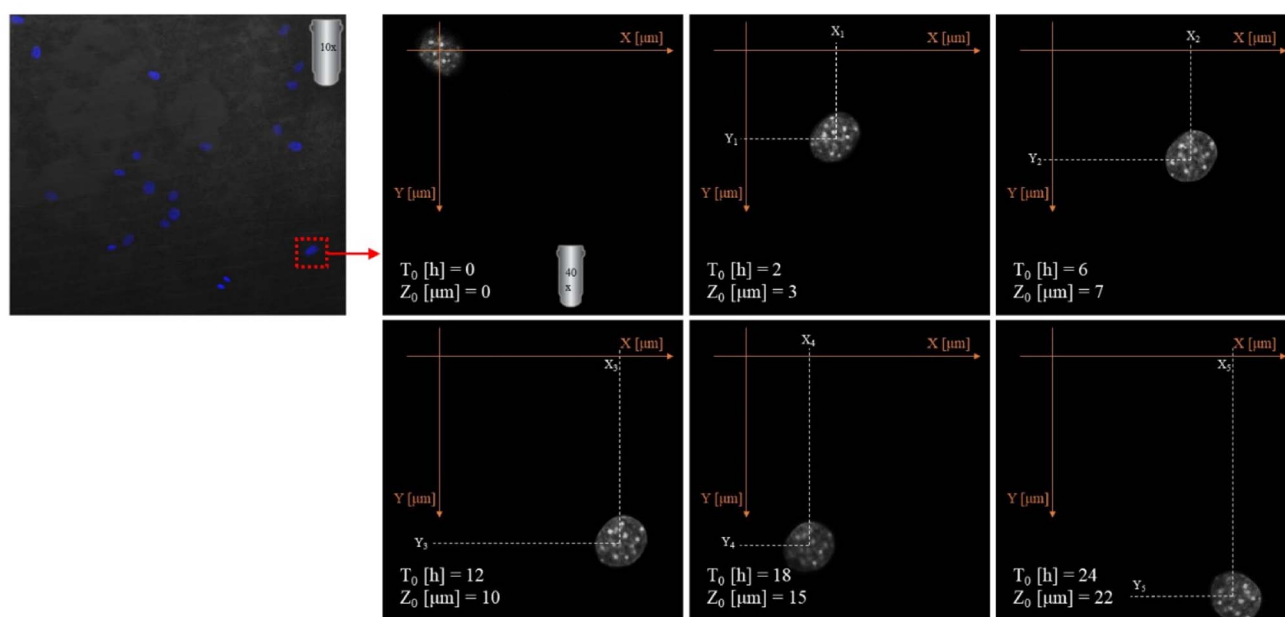 10x
X [μm]
Y [μm]
T₀ [h] = 0
Z₀ [μm] = 0
40
x
X₁
X [μm]
Y₁
Y [μm]
T₀ [h] = 2
Z₀ [μm] = 3
X₂
X [μm]
Y₂
Y [μm]
T₀ [h] = 6
Z₀ [μm] = 7
X [μm]
X₃
Y [μm]
Y₃
T₀ [h] = 12
Z₀ [μm] = 10
X₄
X [μm]
Y [μm]
Y₄
T₀ [h] = 18
Z₀ [μm] = 15
X [μm]
X₅
Y [μm]
T₀ [h] = 24
Y₅
Z₀ [μm] = 22